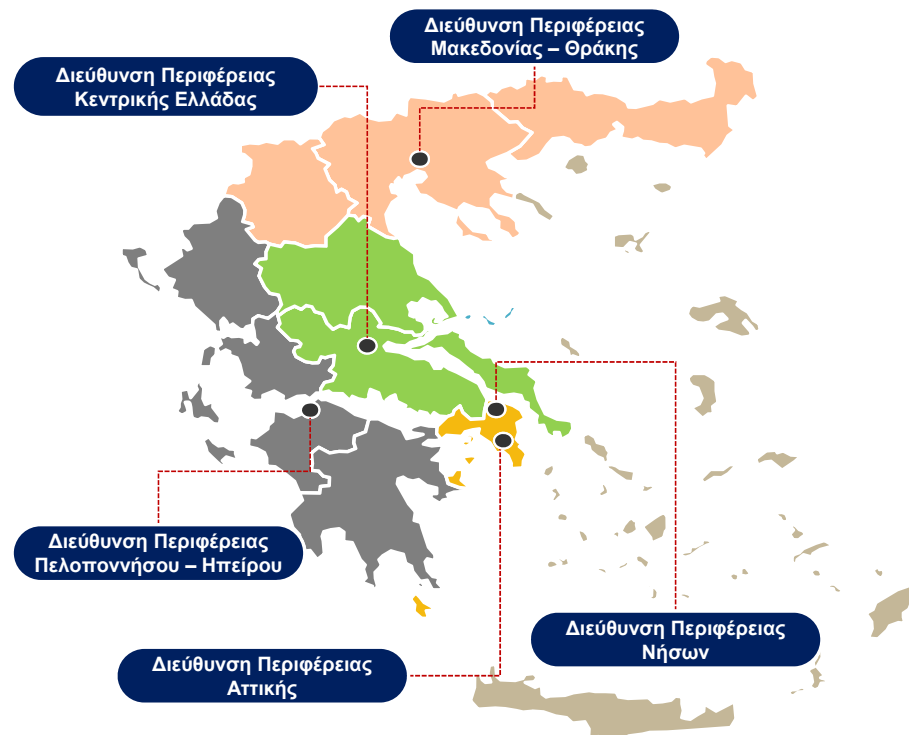 Διεύθυνση Περιφέρειας
Μακεδονίας – Θράκης
Διεύθυνση Περιφέρειας
Κεντρικής Ελλάδας
Διεύθυνση Περιφέρειας
Πελοποννήσου – Ηπείρου
Διεύθυνση Περιφέρειας
Νήσων
Διεύθυνση Περιφέρειας
Αττικής